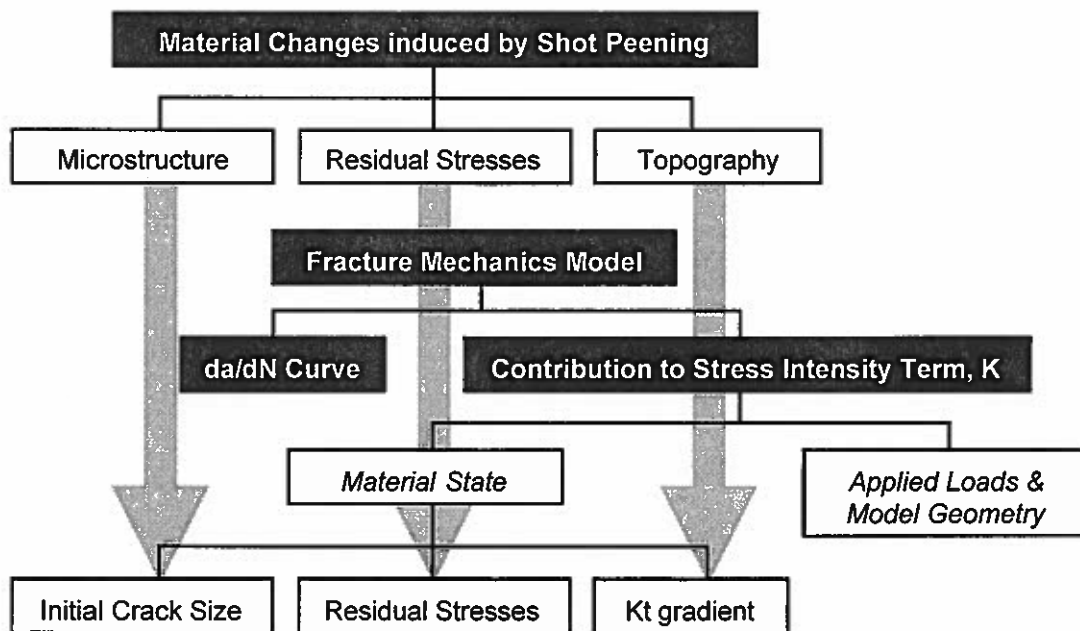 Material Changes induced by Shot Peening
Microstructure
Residual Stresses
Topography
Fracture Mechanics Model
da/dN Curve
Contribution to Stress Intensity Term, K
Material State
Applied Loads &
Model Geometry
Initial Crack Size
Residual Stresses
Kt gradient